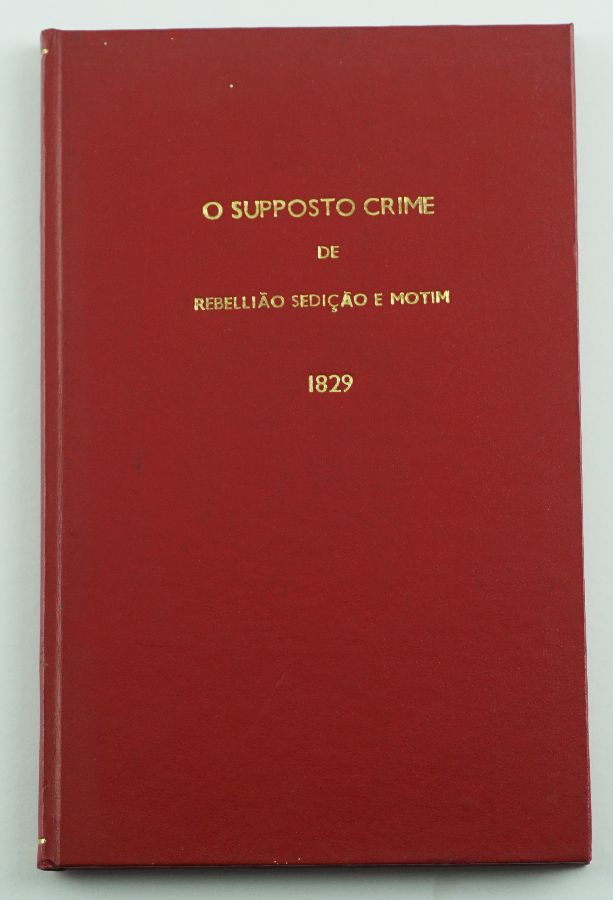 O SUPPOSTO CRIME
DE
REBELLIÃO SEDIÇÃO E MOTIM
1829